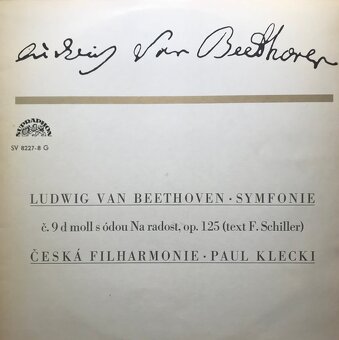 Ludwig Van Beethoven
SUPRAPHON
SV 8227-8 G
LUDWIG VAN BEETHOVEN · SYMFONIE
č. 9 d moll s ódou Na radost, op. 125 (text F. Schiller)
ČESKÁ FILHARMONIE · PAUL KLECKI